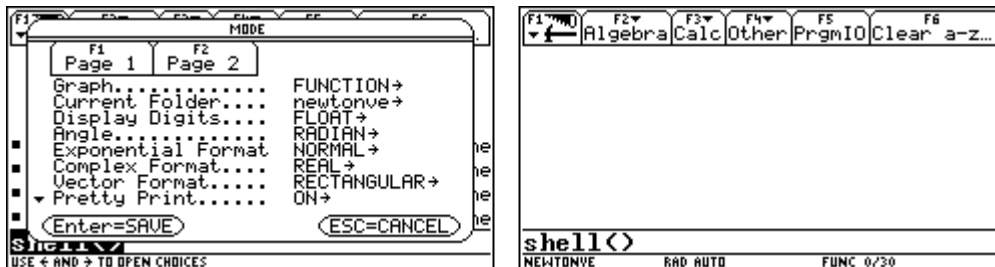 MODE
F1 F2
Page 1 Page 2
Graph.............. FUNCTION→
Current Folder.... newtonve→
Display Digits.... FLOAT→
Angle.............. RADIAN→
Exponential Format NORMAL→
Complex Format.... REAL→
Vector Format..... RECTANGULAR→
Pretty Print...... ON→
Enter=SAVE ESC=CANCEL
USE ← AND → TO OPEN CHOICES
F1 F2 F3 F4 F5 F6
Algebra Calc Other PrgmIO Clear a-z…
shell()
NEWTONVE RAD AUTO FUNC 0/30